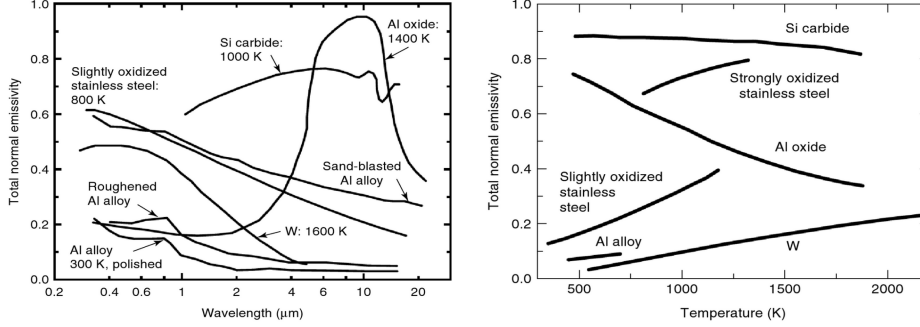 1.0
0.8
0.6
0.4
0.2
0.0
Total normal emissivity
Si carbide:
1000 K
Al oxide:
1400 K
Slightly oxidized
stainless steel:
800 K
Sand-blasted
Al alloy
Roughened
Al alloy
W: 1600 K
Al alloy
300 K, polished
0.2
0.4
0.6
1
2
4
6
10
20
Wavelength (μm)
1.0
0.8
0.6
0.4
0.2
0.0
Total normal emissivity
Si carbide
Strongly oxidized
stainless steel
Al oxide
Slightly oxidized
stainless
steel
Al alloy
W
500
1000
1500
2000
Temperature (K)